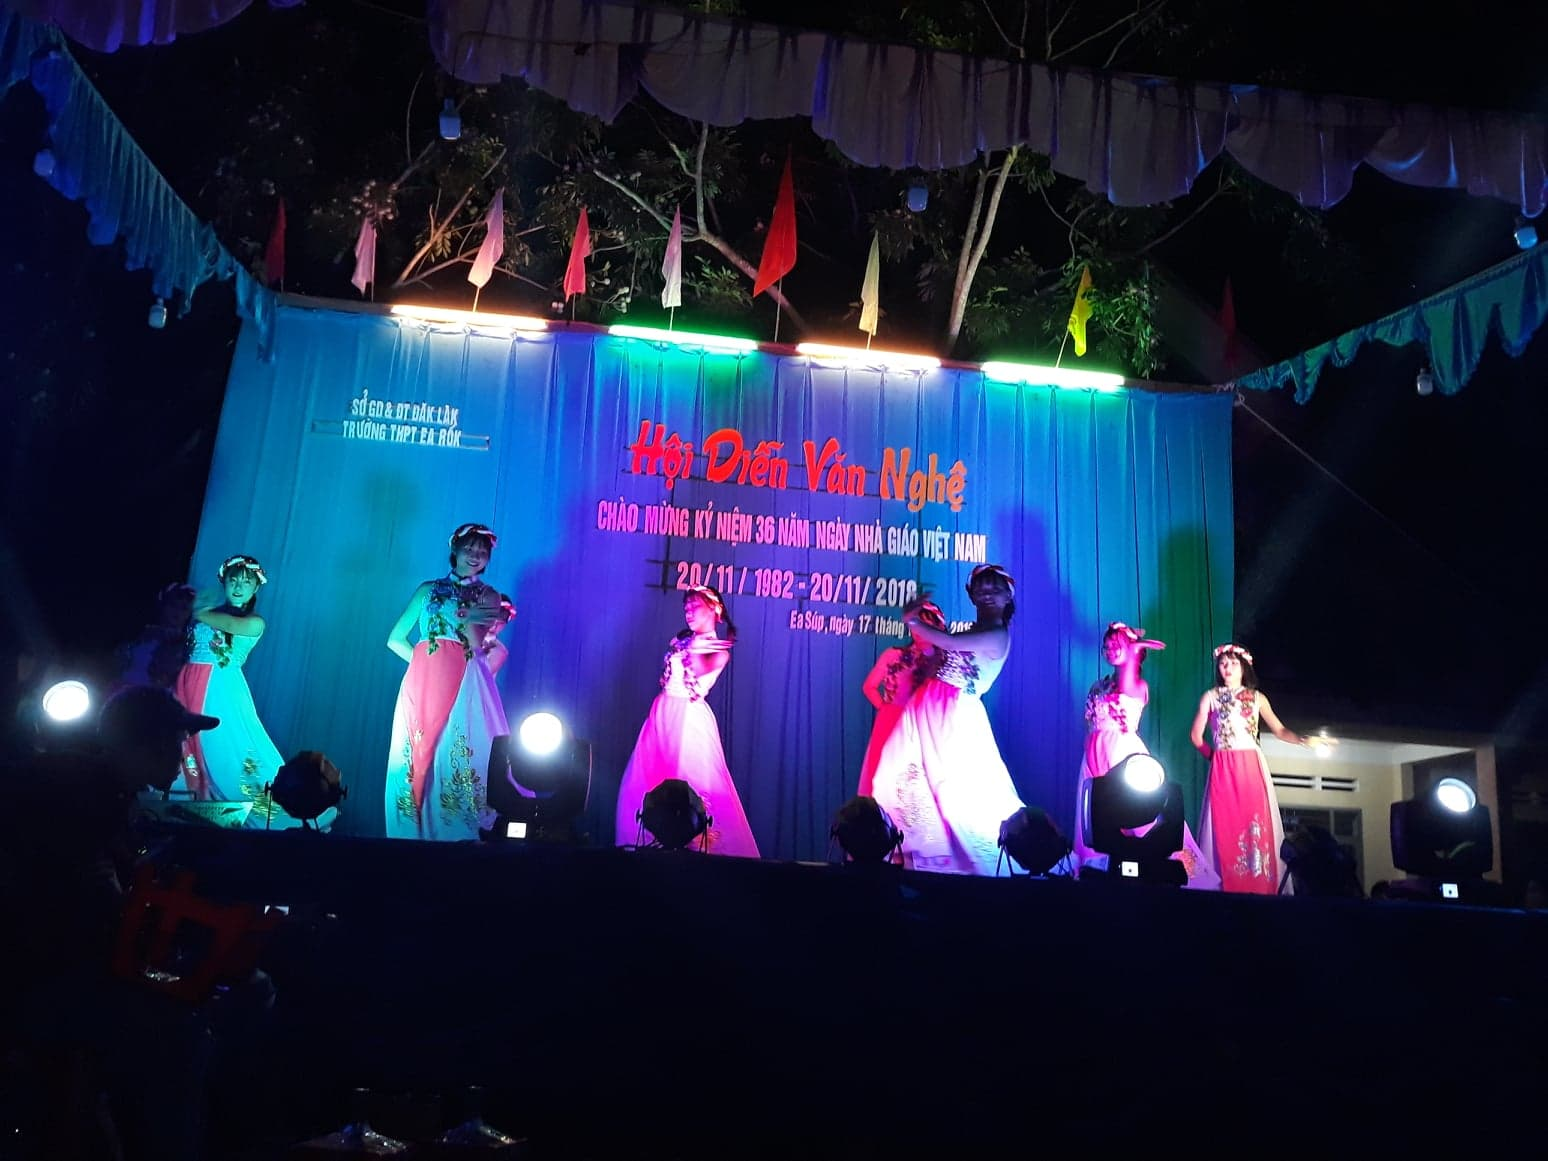 SỞ GD & ĐT ĐĂK LĂK
TRƯỜNG THPT EA RÔK
Hội Diễn Văn Nghệ
CHÀO MỪNG KỶ NIỆM 36 NĂM NGÀY NHÀ GIÁO VIỆT NAM
20/11/1982 - 20/11/2018
Ea Súp, ngày 17 tháng